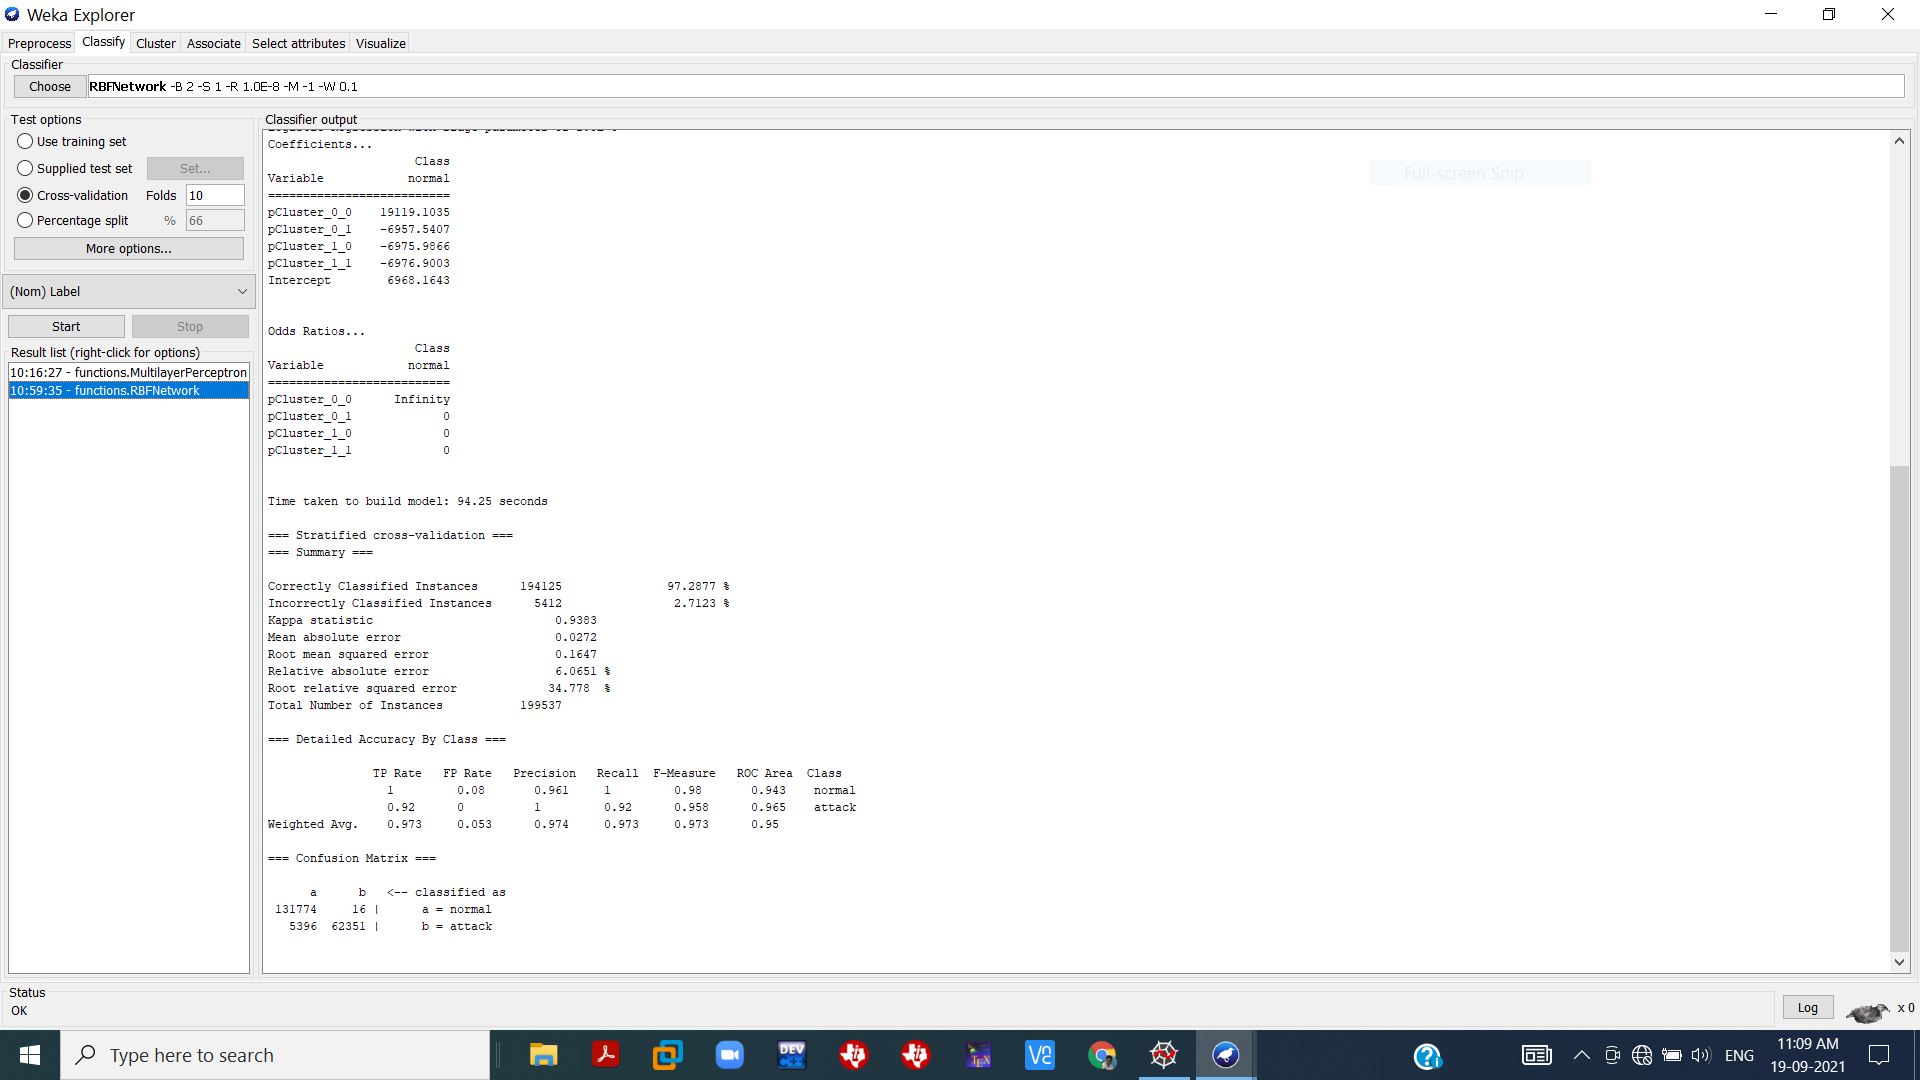 Weka Explorer
Preprocess Classify Cluster Associate Select attributes Visualize
Classifier
Choose RBFNetwork -B 2 -S 1 -R 1.0E-8 -M -1 -W 0.1
Test options
Use training set
Supplied test set Set...
Cross-validation Folds 10
Percentage split % 66
More options...
(Nom) Label
Start Stop
Result list (right-click for options)
10:16:27 - functions.MultilayerPerceptron
10:59:35 - functions.RBFNetwork
Classifier output
Coefficients...
Class
Variable normal
==========================
pCluster_0_0 19119.1035
pCluster_0_1 -6957.5407
pCluster_1_0 -6975.9866
pCluster_1_1 -6976.9003
Intercept 6968.1643
Odds Ratios...
Class
Variable normal
==========================
pCluster_0_0 Infinity
pCluster_0_1 0
pCluster_1_0 0
pCluster_1_1 0
Time taken to build model: 94.25 seconds
=== Stratified cross-validation ===
=== Summary ===
Correctly Classified Instances 194125 97.2877 %
Incorrectly Classified Instances 5412 2.7123 %
Kappa statistic 0.9383
Mean absolute error 0.0272
Root mean squared error 0.1647
Relative absolute error 6.0651 %
Root relative squared error 34.778 %
Total Number of Instances 199537
=== Detailed Accuracy By Class ===
TP Rate FP Rate Precision Recall F-Measure ROC Area Class
1 0.08 0.961 1 0.98 0.943 normal
0.92 0 1 0.92 0.958 0.965 attack
Weighted Avg. 0.973 0.053 0.974 0.973 0.973 0.95
=== Confusion Matrix ===
a b <-- classified as
131774 16 | a = normal
5396 62351 | b = attack
Full-screen Snip
Status
OK
Log x 0
Type here to search
DEV C++
TEX
V2
ENG
11:09 AM
19-09-2021